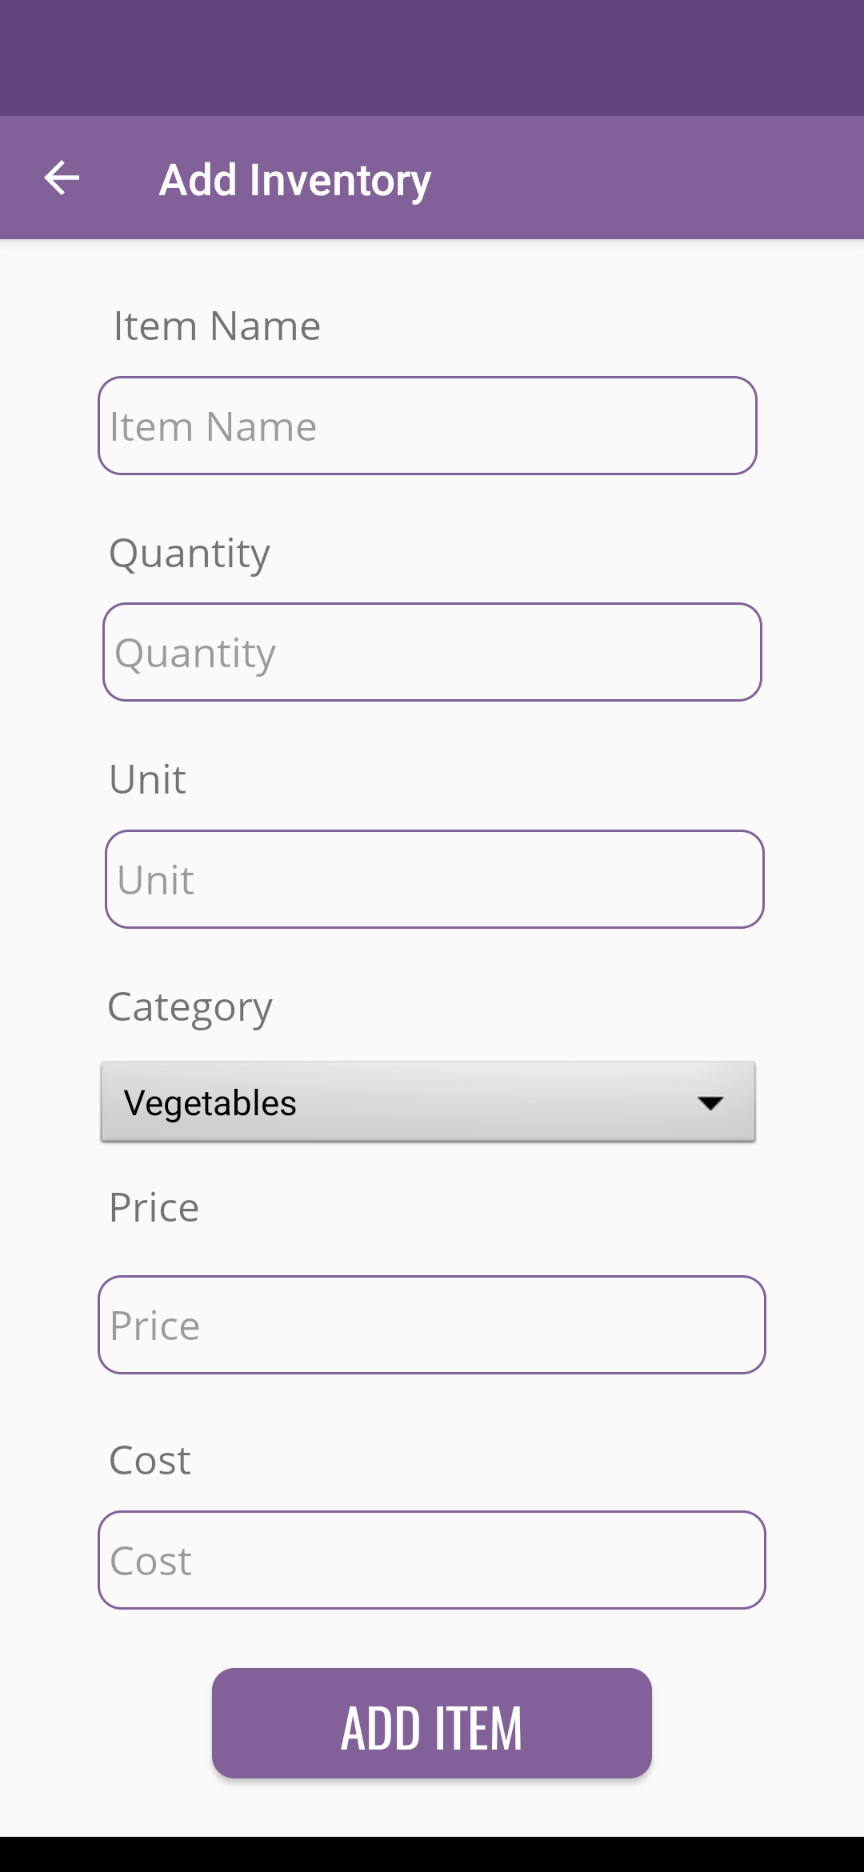 Add Inventory
Item Name
Item Name
Quantity
Quantity
Unit
Unit
Category
Vegetables
Price
Price
Cost
Cost
ADD ITEM